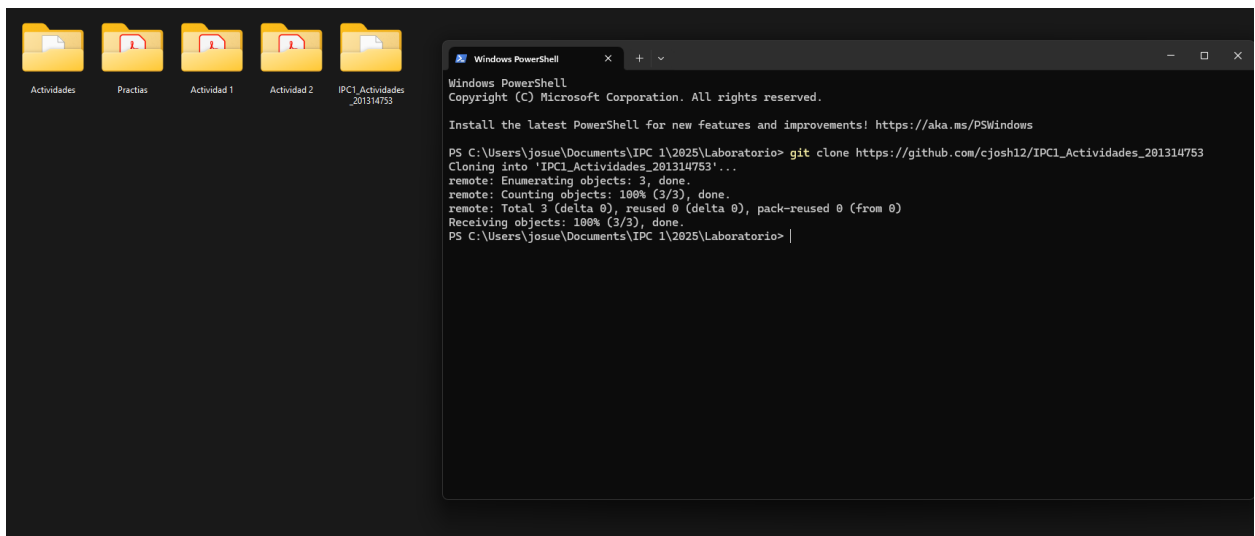 Actividades
Practias
Actividad 1
Actividad 2
IPC1_Actividades
_201314753
Windows PowerShell
Windows PowerShell
Copyright (C) Microsoft Corporation. All rights reserved.
Install the latest PowerShell for new features and improvements! https://aka.ms/PSWindows
PS C:\Users\josue\Documents\IPC 1\2025\Laboratorio> git clone https://github.com/cjosh12/IPC1_Actividades_201314753
Cloning into 'IPC1_Actividades_201314753'...
remote: Enumerating objects: 3, done.
remote: Counting objects: 100% (3/3), done.
remote: Total 3 (delta 0), reused 0 (delta 0), pack-reused 0 (from 0)
Receiving objects: 100% (3/3), done.
PS C:\Users\josue\Documents\IPC 1\2025\Laboratorio>